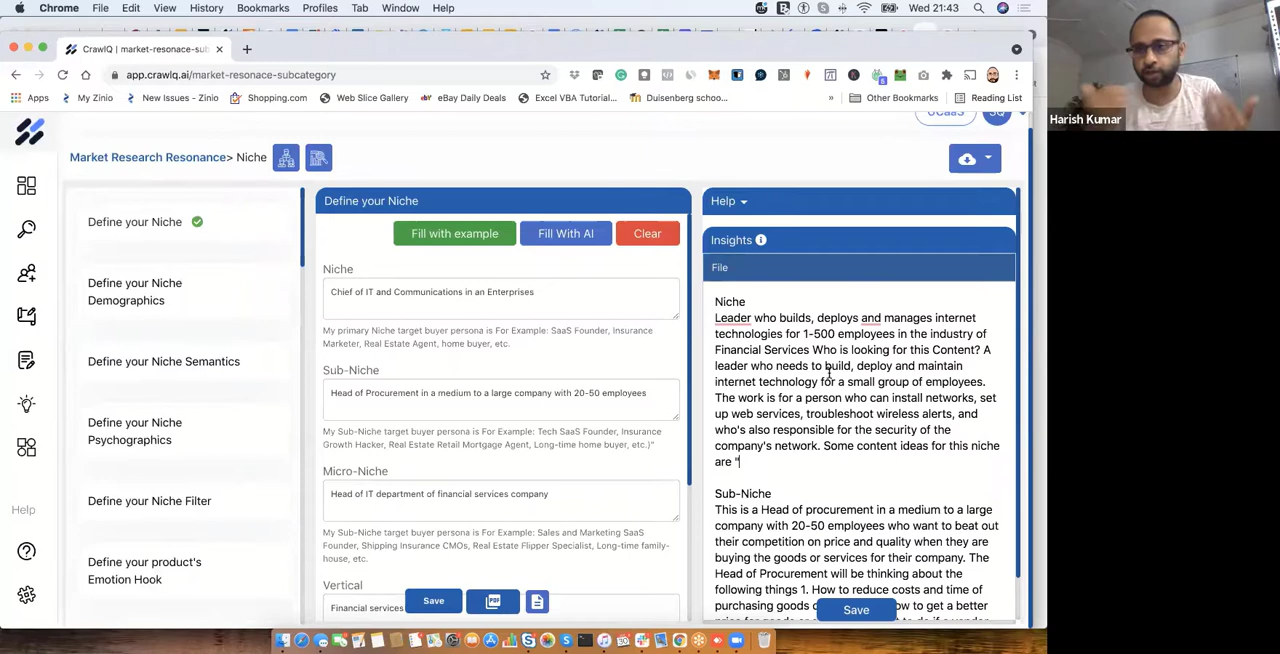 Chrome File Edit View History Bookmarks Profiles Tab Window Help Wed 21:43
CrawlQ | market-resonace-sub
app.crawlq.ai/market-resonace-subcategory
Apps My Zinio New Issues - Zinio Shopping.com Web Slice Gallery eBay Daily Deals Excel VBA Tutorial... Duisenberg schoo... » Other Bookmarks Reading List
Harish Kumar
UCaaS SQ
Market Research Resonance> Niche
Define your Niche
Define your Niche
Demographics
Define your Niche Semantics
Define your Niche
Psychographics
Define your Niche Filter
Define your product's
Emotion Hook
Help
Define your Niche
Fill with example Fill With AI Clear
Niche
Chief of IT and Communications in an Enterprises
My primary Niche target buyer persona is For Example: SaaS Founder, Insurance
Marketer, Real Estate Agent, home buyer, etc.
Sub-Niche
Head of Procurement in a medium to a large company with 20-50 employees
My Sub-Niche target buyer persona is For Example: Tech SaaS Founder, Insurance
Growth Hacker, Real Estate Retail Mortgage Agent, Long-time home buyer, etc.)"
Micro-Niche
Head of IT department of financial services company
My Sub-Niche target buyer persona is For Example: Sales and Marketing SaaS
Founder, Shipping Insurance CMOs, Real Estate Flipper Specialist, Long-time family-
house, etc.
Vertical
Financial services
Save PDF
Help
Insights
File
Niche
Leader who builds, deploys and manages internet
technologies for 1-500 employees in the industry of
Financial Services Who is looking for this Content? A
leader who needs to build, deploy and maintain
internet technology for a small group of employees.
The work is for a person who can install networks, set
up web services, troubleshoot wireless alerts, and
who's also responsible for the security of the
company's network. Some content ideas for this niche
are "
Sub-Niche
This is a Head of procurement in a medium to a large
company with 20-50 employees who want to beat out
their competition on price and quality when they are
buying the goods or services for their company. The
Head of Procurement will be thinking about the
following things 1. How to reduce costs and time of
purchasing goods ow to get a better
Save